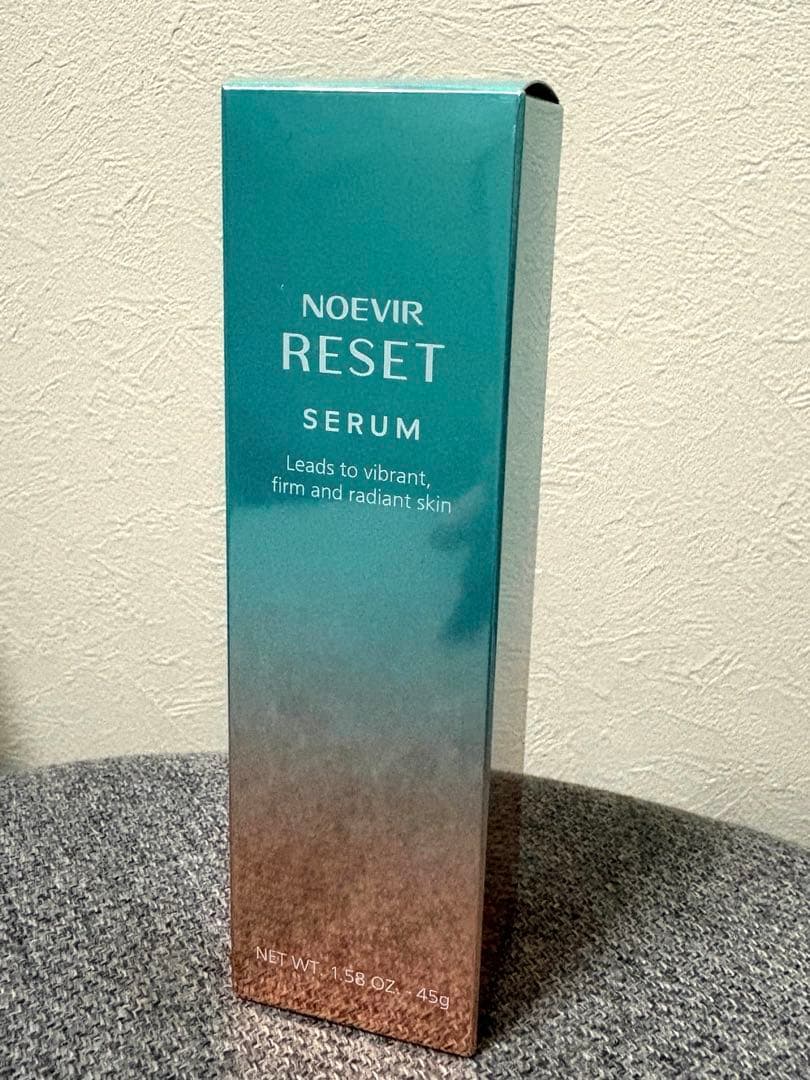 NOEVIR
RESET
SERUM
Leads to vibrant,
firm and radiant skin
NET WT. 1.58 OZ. - 45g